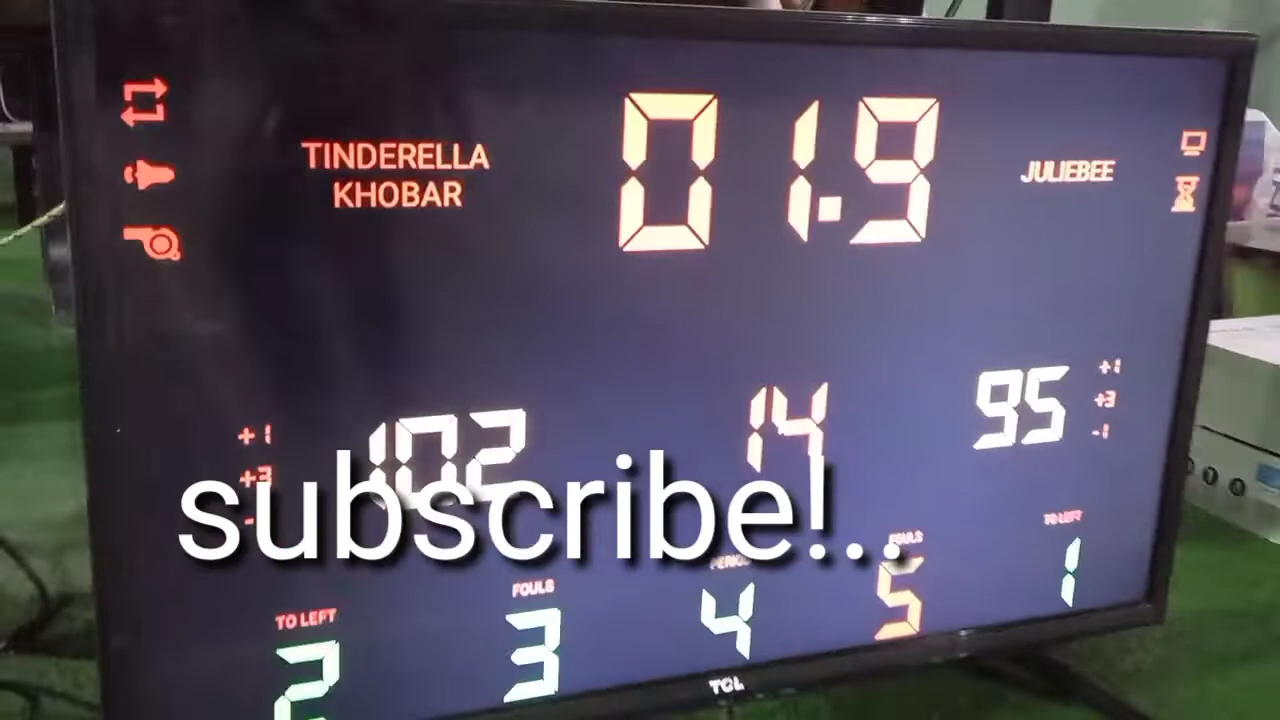 TINDERELLA
KHOBAR
01.9
JULIEBEE
102
14
95
+1
+3
-1
+1
+3
subscribe!...
TO LEFT
2
FOULS
3
PERIOD
4
FOULS
5
TO LEFT
1
TCL